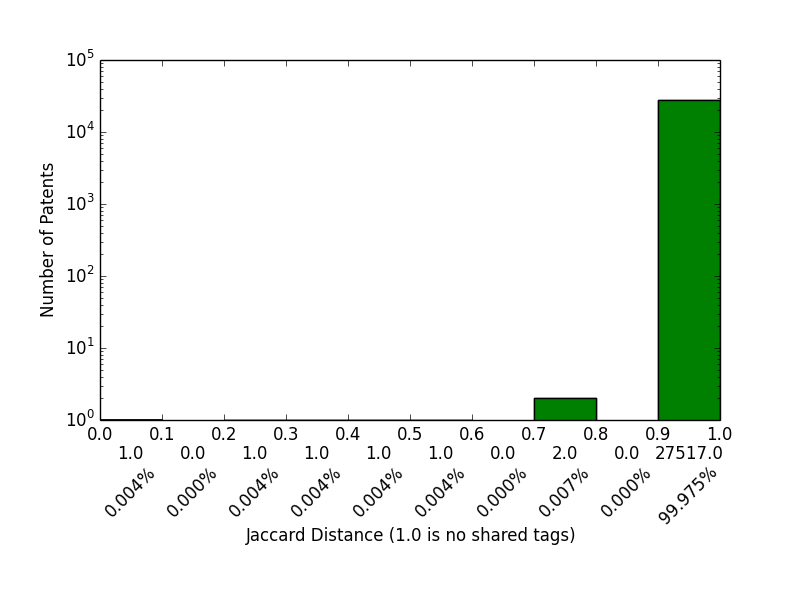 10^5
10^4
10^3
10^2
10^1
10^0
Number of Patents
0.0 0.1 0.2 0.3 0.4 0.5 0.6 0.7 0.8 0.9 1.0
1.0 0.0 1.0 1.0 1.0 1.0 0.0 2.0 0.0 27517.0
0.004% 0.000% 0.004% 0.004% 0.004% 0.004% 0.000% 0.007% 0.000% 99.975%
Jaccard Distance (1.0 is no shared tags)